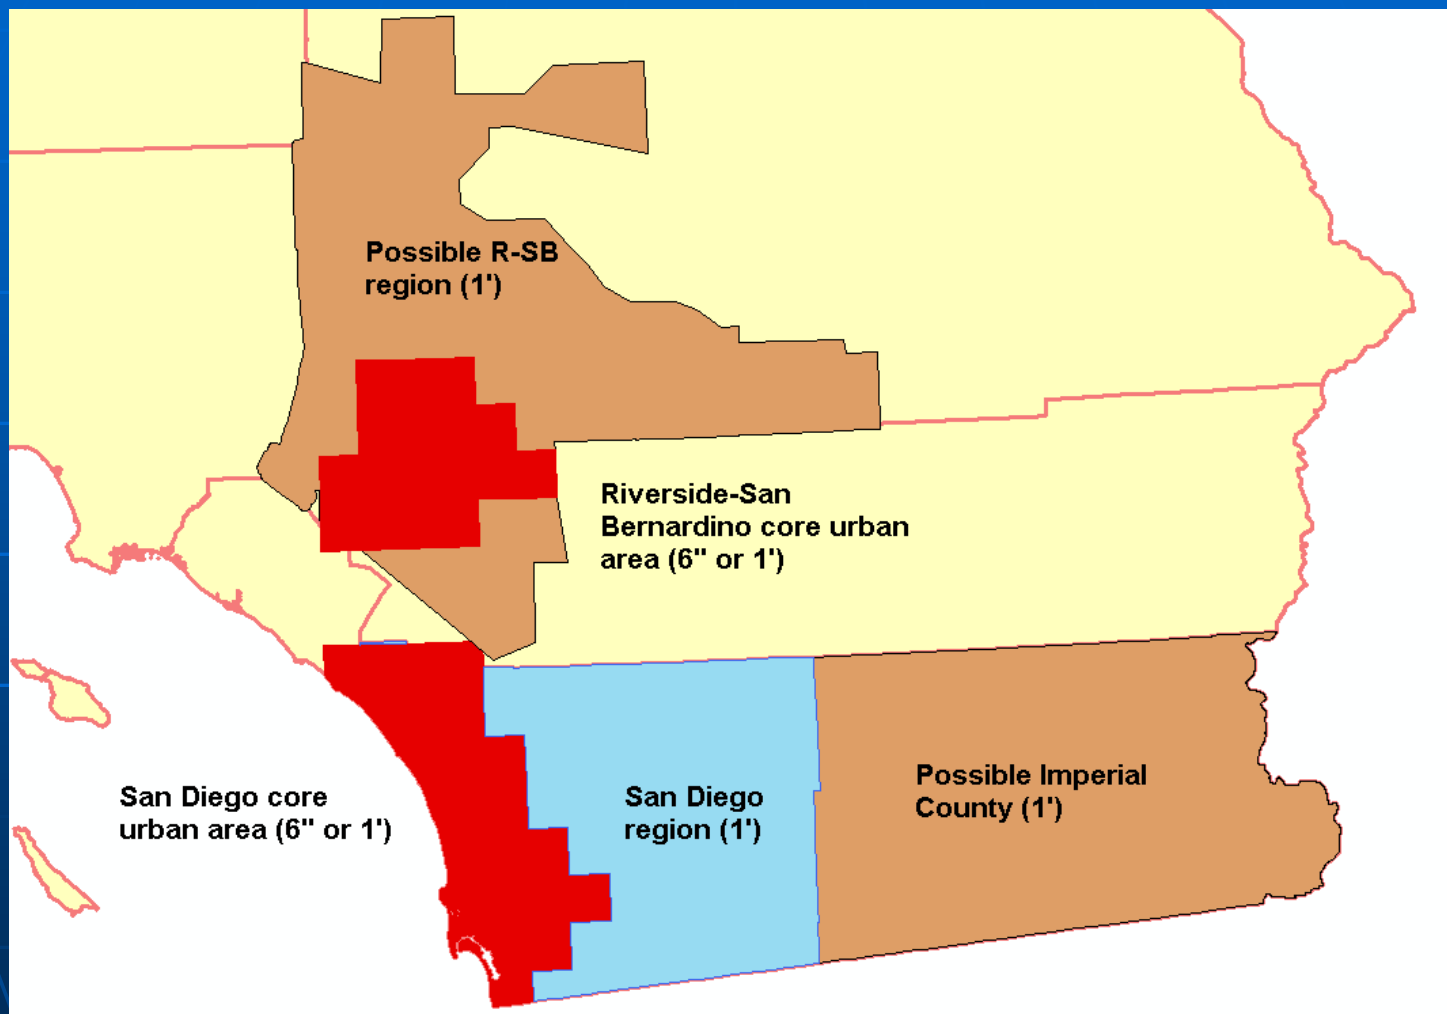 Possible R-SB
region (1')
Riverside-San
Bernardino core urban
area (6" or 1')
San Diego core
urban area (6" or 1')
San Diego
region (1')
Possible Imperial
County (1')